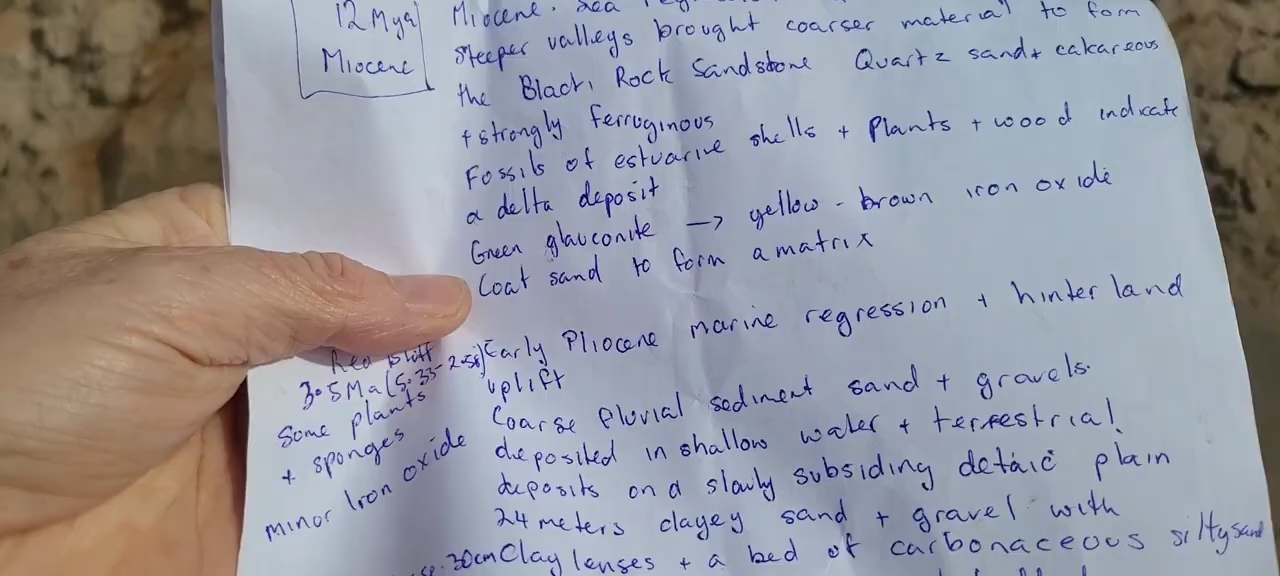 12 Mya
Miocene
Miocene. Sea
steeper valleys brought coarser material to form
the Black Rock Sandstone Quartz sand + calcareous
+ strongly ferruginous
Fossils of estuarine shells + Plants + wood indicate
a delta deposit
Green glauconite → yellow - brown iron oxide
Coat sand to form a matrix
Red Bluff
3.5Ma (5.33-2.58)
some plants
+ sponges
minor Iron oxide
Early Pliocene marine regression + hinterland
uplift
Coarse fluvial sediment sand + gravels.
deposited in shallow water + terrestrial
deposits on a slowly subsiding deltaic plain
24 meters clayey sand + gravel with
30cm Clay lenses + a bed of carbonaceous silty sand